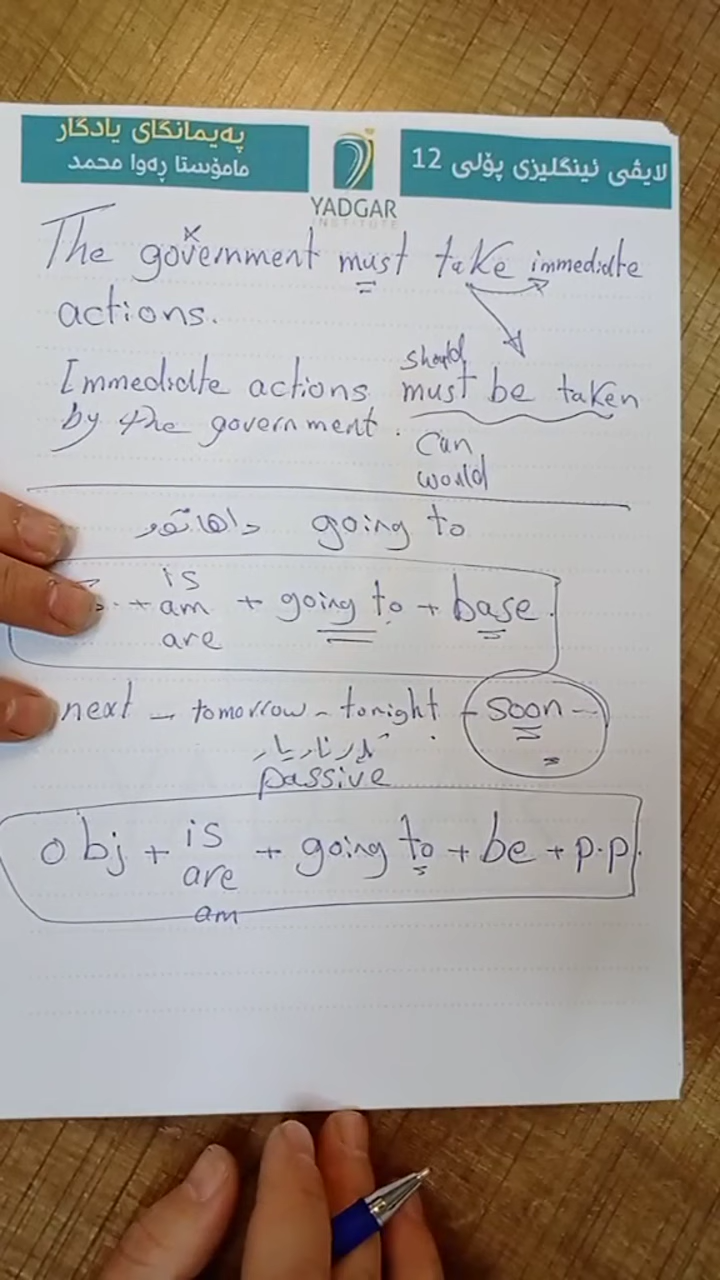 پەیمانگای یادگار
مامۆستا ڕەوا محمد
YADGAR
INSTITUTE
لایڤی ئینگلیزی پۆلی 12
The government must take immediate
actions.
should
Immediate actions must be taken
by the government.
can
would
داهاتوو going to
is
+ am + going to + base.
are
next - tomorrow - tonight - soon -
passive
obj + is + going to + be + p.p.
are
am